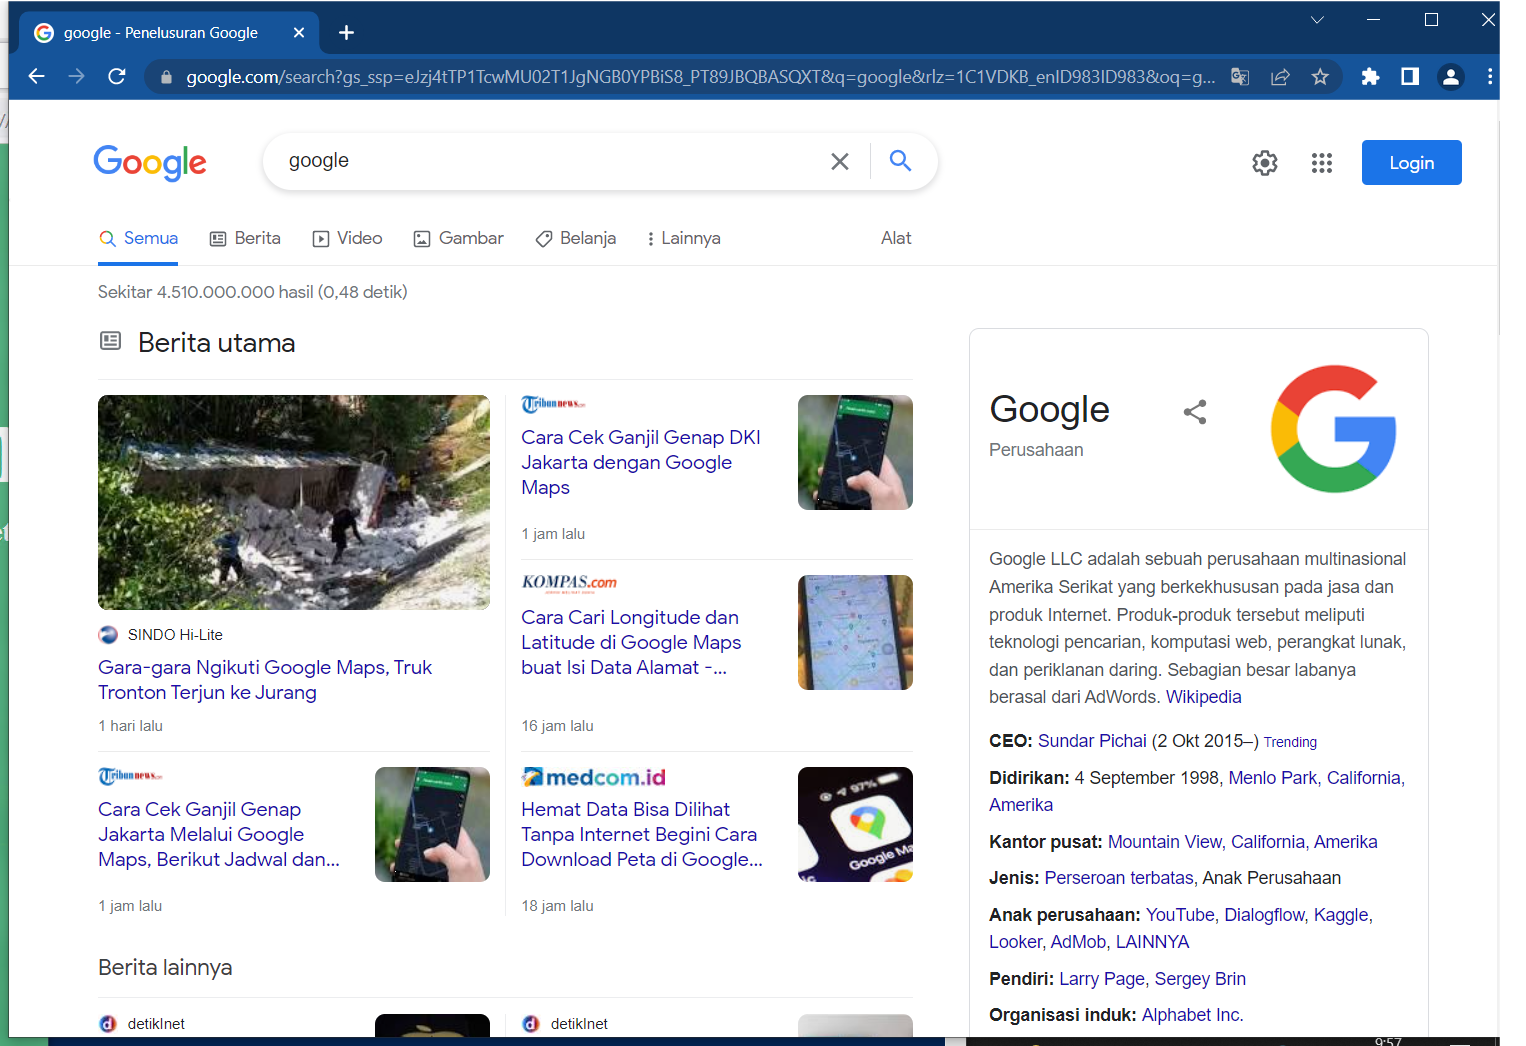 google - Penelusuran Google
google.com/search?gs_ssp=eJzj4tTP1TcwMU02T1JgNGB0YPBiS8_PT89JBQBASQXT&q=google&rlz=1C1VDKB_enID983ID983&oq=g...
Google
google
Login
Semua
Berita
Video
Gambar
Belanja
Lainnya
Alat
Sekitar 4.510.000.000 hasil (0,48 detik)
Berita utama
SINDO Hi-Lite
Gara-gara Ngikuti Google Maps, Truk
Tronton Terjun ke Jurang
1 hari lalu
Tribunnews.com
Cara Cek Ganjil Genap DKI
Jakarta dengan Google
Maps
1 jam lalu
KOMPAS.com
Cara Cari Longitude dan
Latitude di Google Maps
buat Isi Data Alamat -...
16 jam lalu
Tribunnews.com
Cara Cek Ganjil Genap
Jakarta Melalui Google
Maps, Berikut Jadwal dan...
1 jam lalu
medcom.id
Hemat Data Bisa Dilihat
Tanpa Internet Begini Cara
Download Peta di Google...
97%
Google Ma
18 jam lalu
Berita lainnya
detikInet
detikInet
Google
Perusahaan
Google LLC adalah sebuah perusahaan multinasional
Amerika Serikat yang berkekhususan pada jasa dan
produk Internet. Produk-produk tersebut meliputi
teknologi pencarian, komputasi web, perangkat lunak,
dan periklanan daring. Sebagian besar labanya
berasal dari AdWords. Wikipedia
CEO: Sundar Pichai (2 Okt 2015–) Trending
Didirikan: 4 September 1998, Menlo Park, California,
Amerika
Kantor pusat: Mountain View, California, Amerika
Jenis: Perseroan terbatas, Anak Perusahaan
Anak perusahaan: YouTube, Dialogflow, Kaggle,
Looker, AdMob, LAINNYA
Pendiri: Larry Page, Sergey Brin
Organisasi induk: Alphabet Inc.
9:57